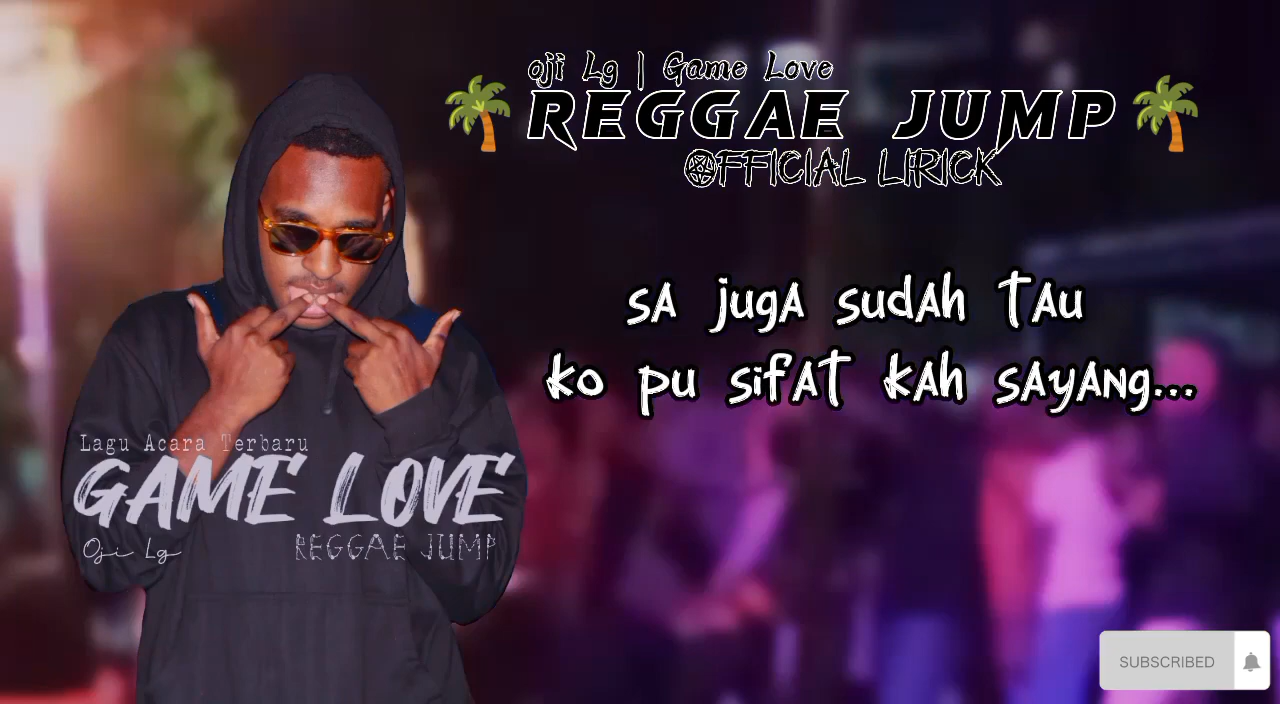 oji Lg | Game Love
🌴 REGGAE JUMP 🌴
OFFICIAL LIRICK
sA jugA sudAh TAu
ko pu sifAT kAh sAyANg...
Lagu Acara Terbaru
GAME LOVE
Oji Lg
REGGAE JUMP
SUBSCRIBED